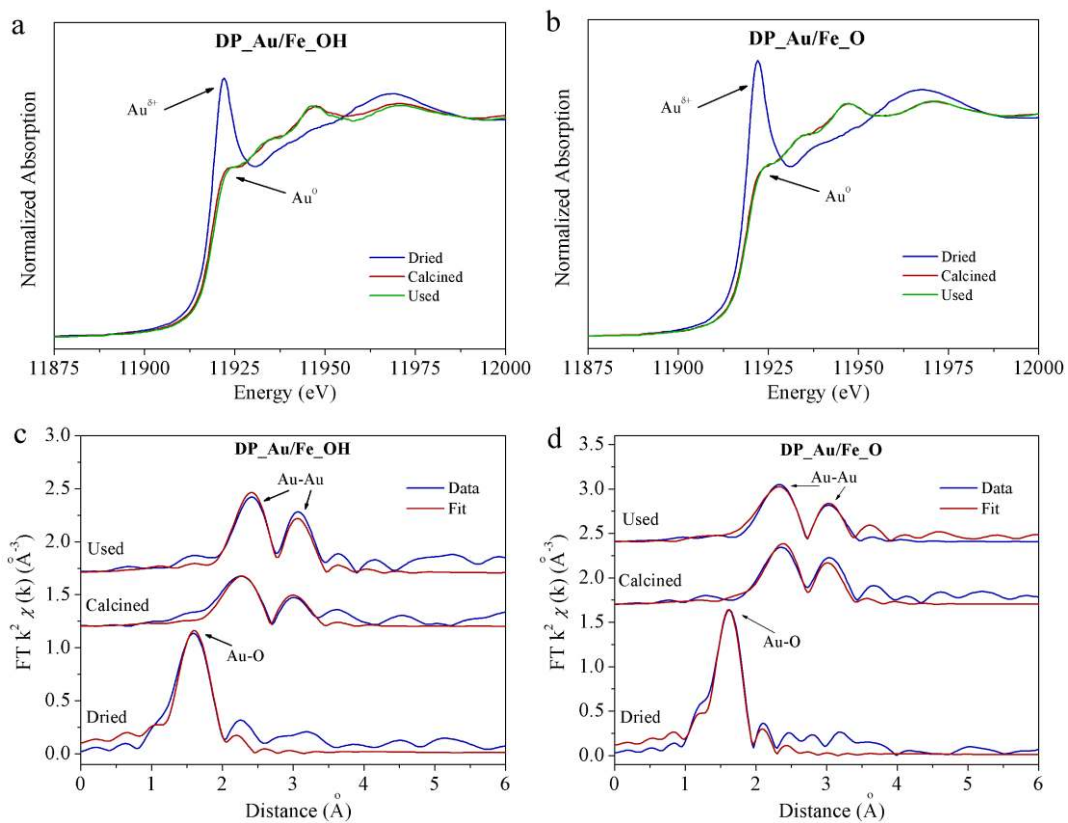 a
DP_Au/Fe_OH
Au^δ+
Au^0
Normalized Absorption
Dried
Calcined
Used
11875 11900 11925 11950 11975 12000
Energy (eV)
b
DP_Au/Fe_O
Au^δ+
Au^0
Normalized Absorption
Dried
Calcined
Used
11875 11900 11925 11950 11975 12000
Energy (eV)
c
DP_Au/Fe_OH
3.0
2.5
2.0
1.5
1.0
0.5
0.0
FT k² χ (k) (Å⁻³)
Au-Au
Data
Fit
Used
Calcined
Au-O
Dried
0 1 2 3 4 5 6
Distance (Å)
d
DP_Au/Fe_O
3.5
3.0
2.5
2.0
1.5
1.0
0.5
0.0
FT k² χ (k) (Å⁻³)
Au-Au
Data
Fit
Used
Calcined
Au-O
Dried
0 1 2 3 4 5 6
Distance (Å)